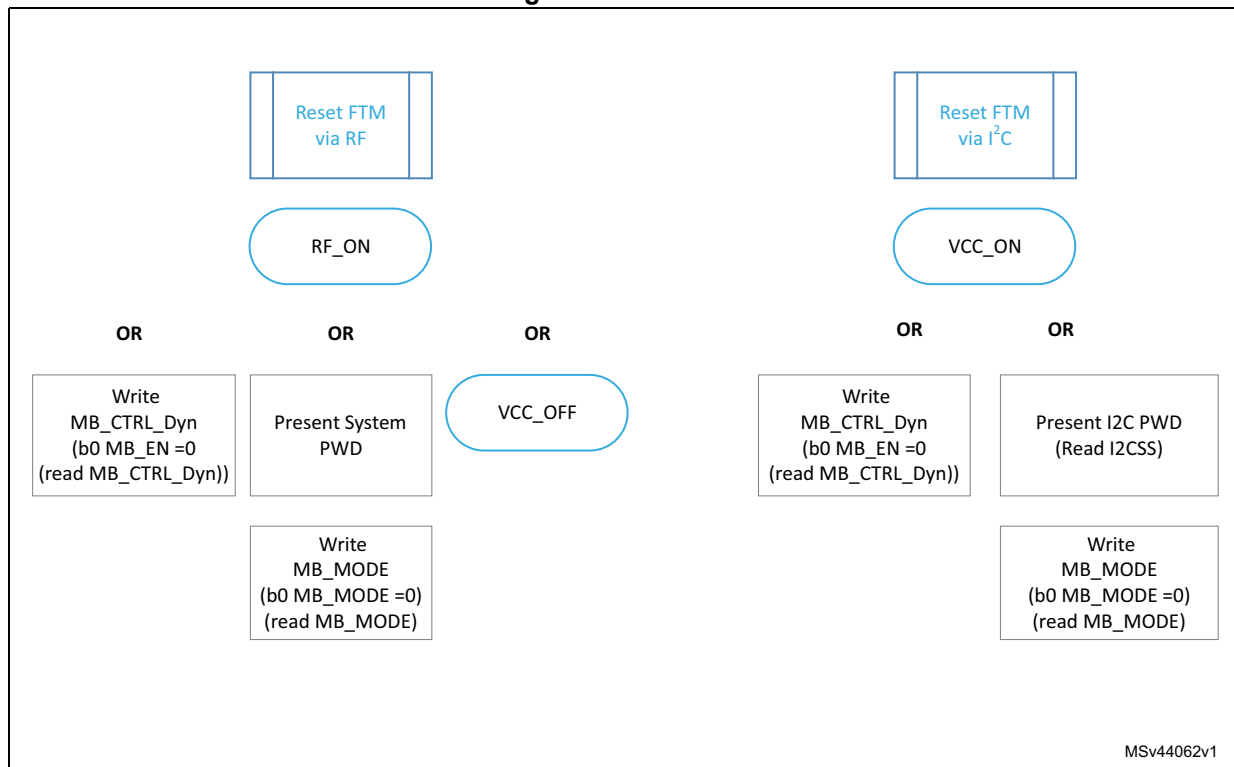 Reset FTM
via RF
Reset FTM
via I²C
RF_ON
VCC_ON
OR
OR
OR
OR
OR
Write
MB_CTRL_Dyn
(b0 MB_EN =0
(read MB_CTRL_Dyn))
Present System
PWD
VCC_OFF
Write
MB_CTRL_Dyn
(b0 MB_EN =0
(read MB_CTRL_Dyn))
Present I2C PWD
(Read I2CSS)
Write
MB_MODE
(b0 MB_MODE =0)
(read MB_MODE)
Write
MB_MODE
(b0 MB_MODE =0)
(read MB_MODE)
MSv44062v1